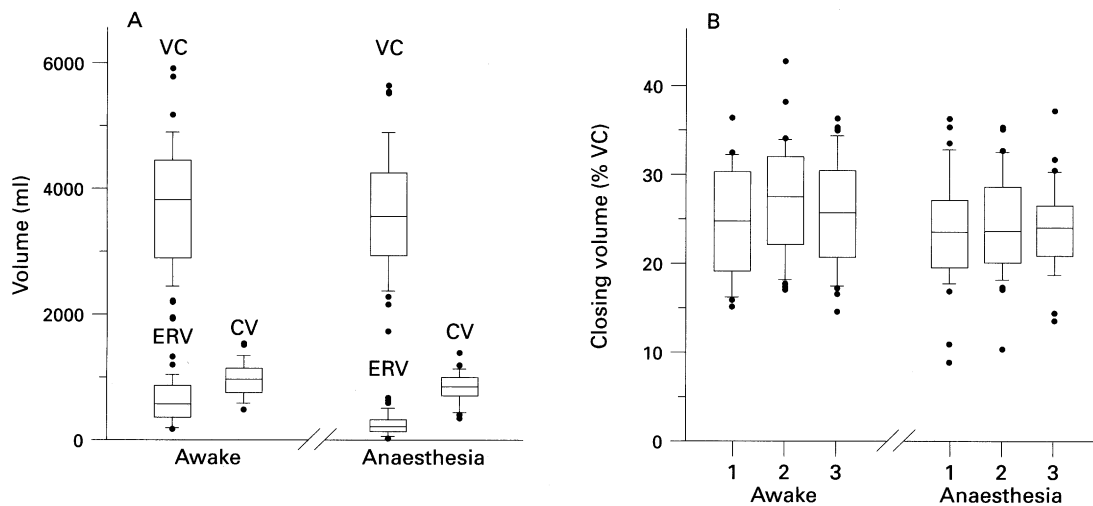 A
VC
VC
6000
4000
2000
0
Volume (ml)
ERV
CV
ERV
CV
Awake
Anaesthesia
B
40
30
20
10
0
Closing volume (% VC)
1 2 3
1 2 3
Awake
Anaesthesia